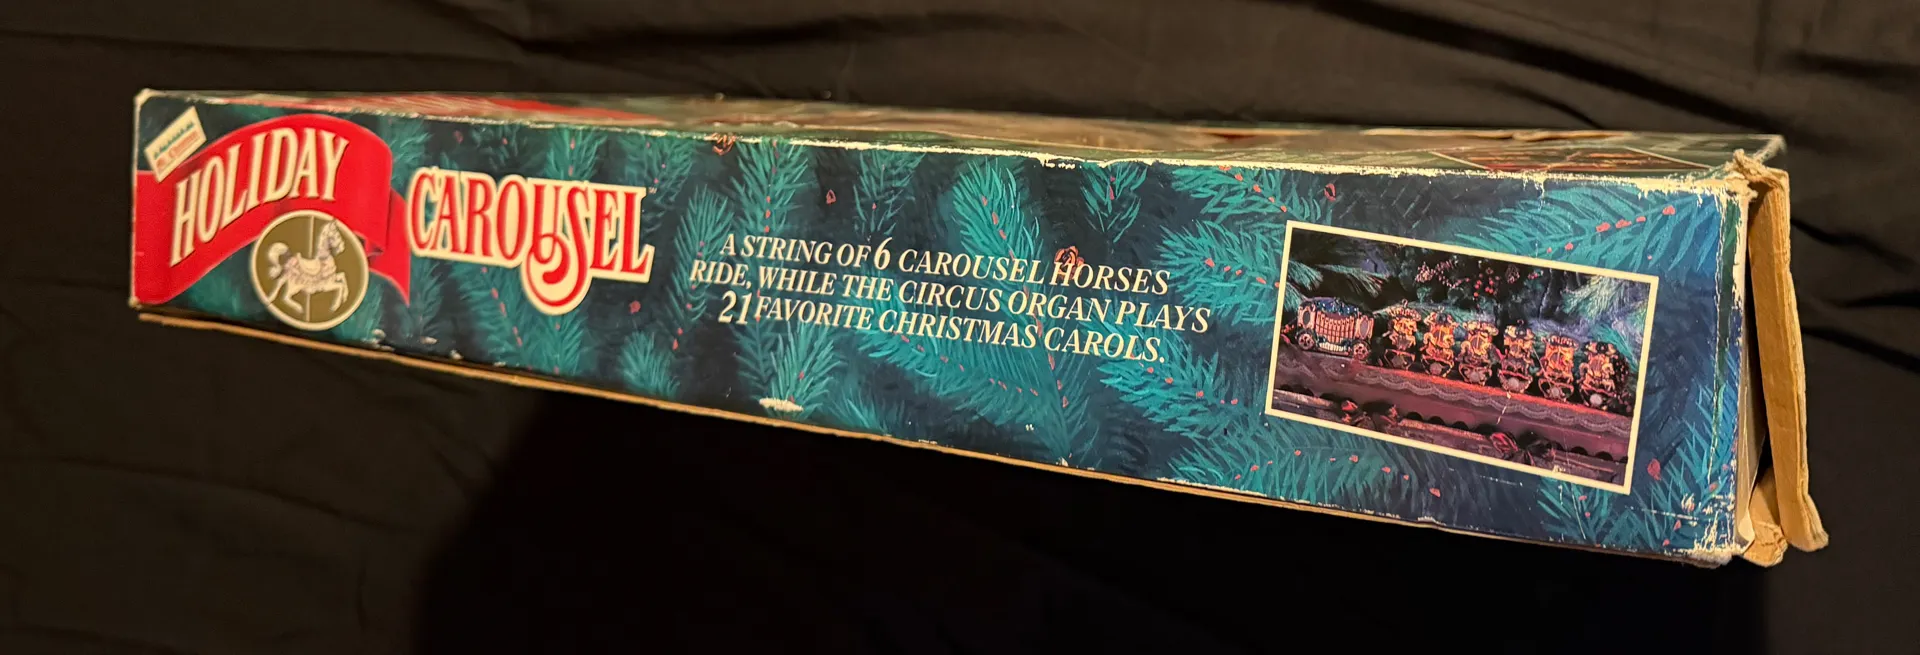 HOLIDAY
CAROUSEL
A STRING OF 6 CAROUSEL HORSES
RIDE, WHILE THE CIRCUS ORGAN PLAYS
21 FAVORITE CHRISTMAS CAROLS.